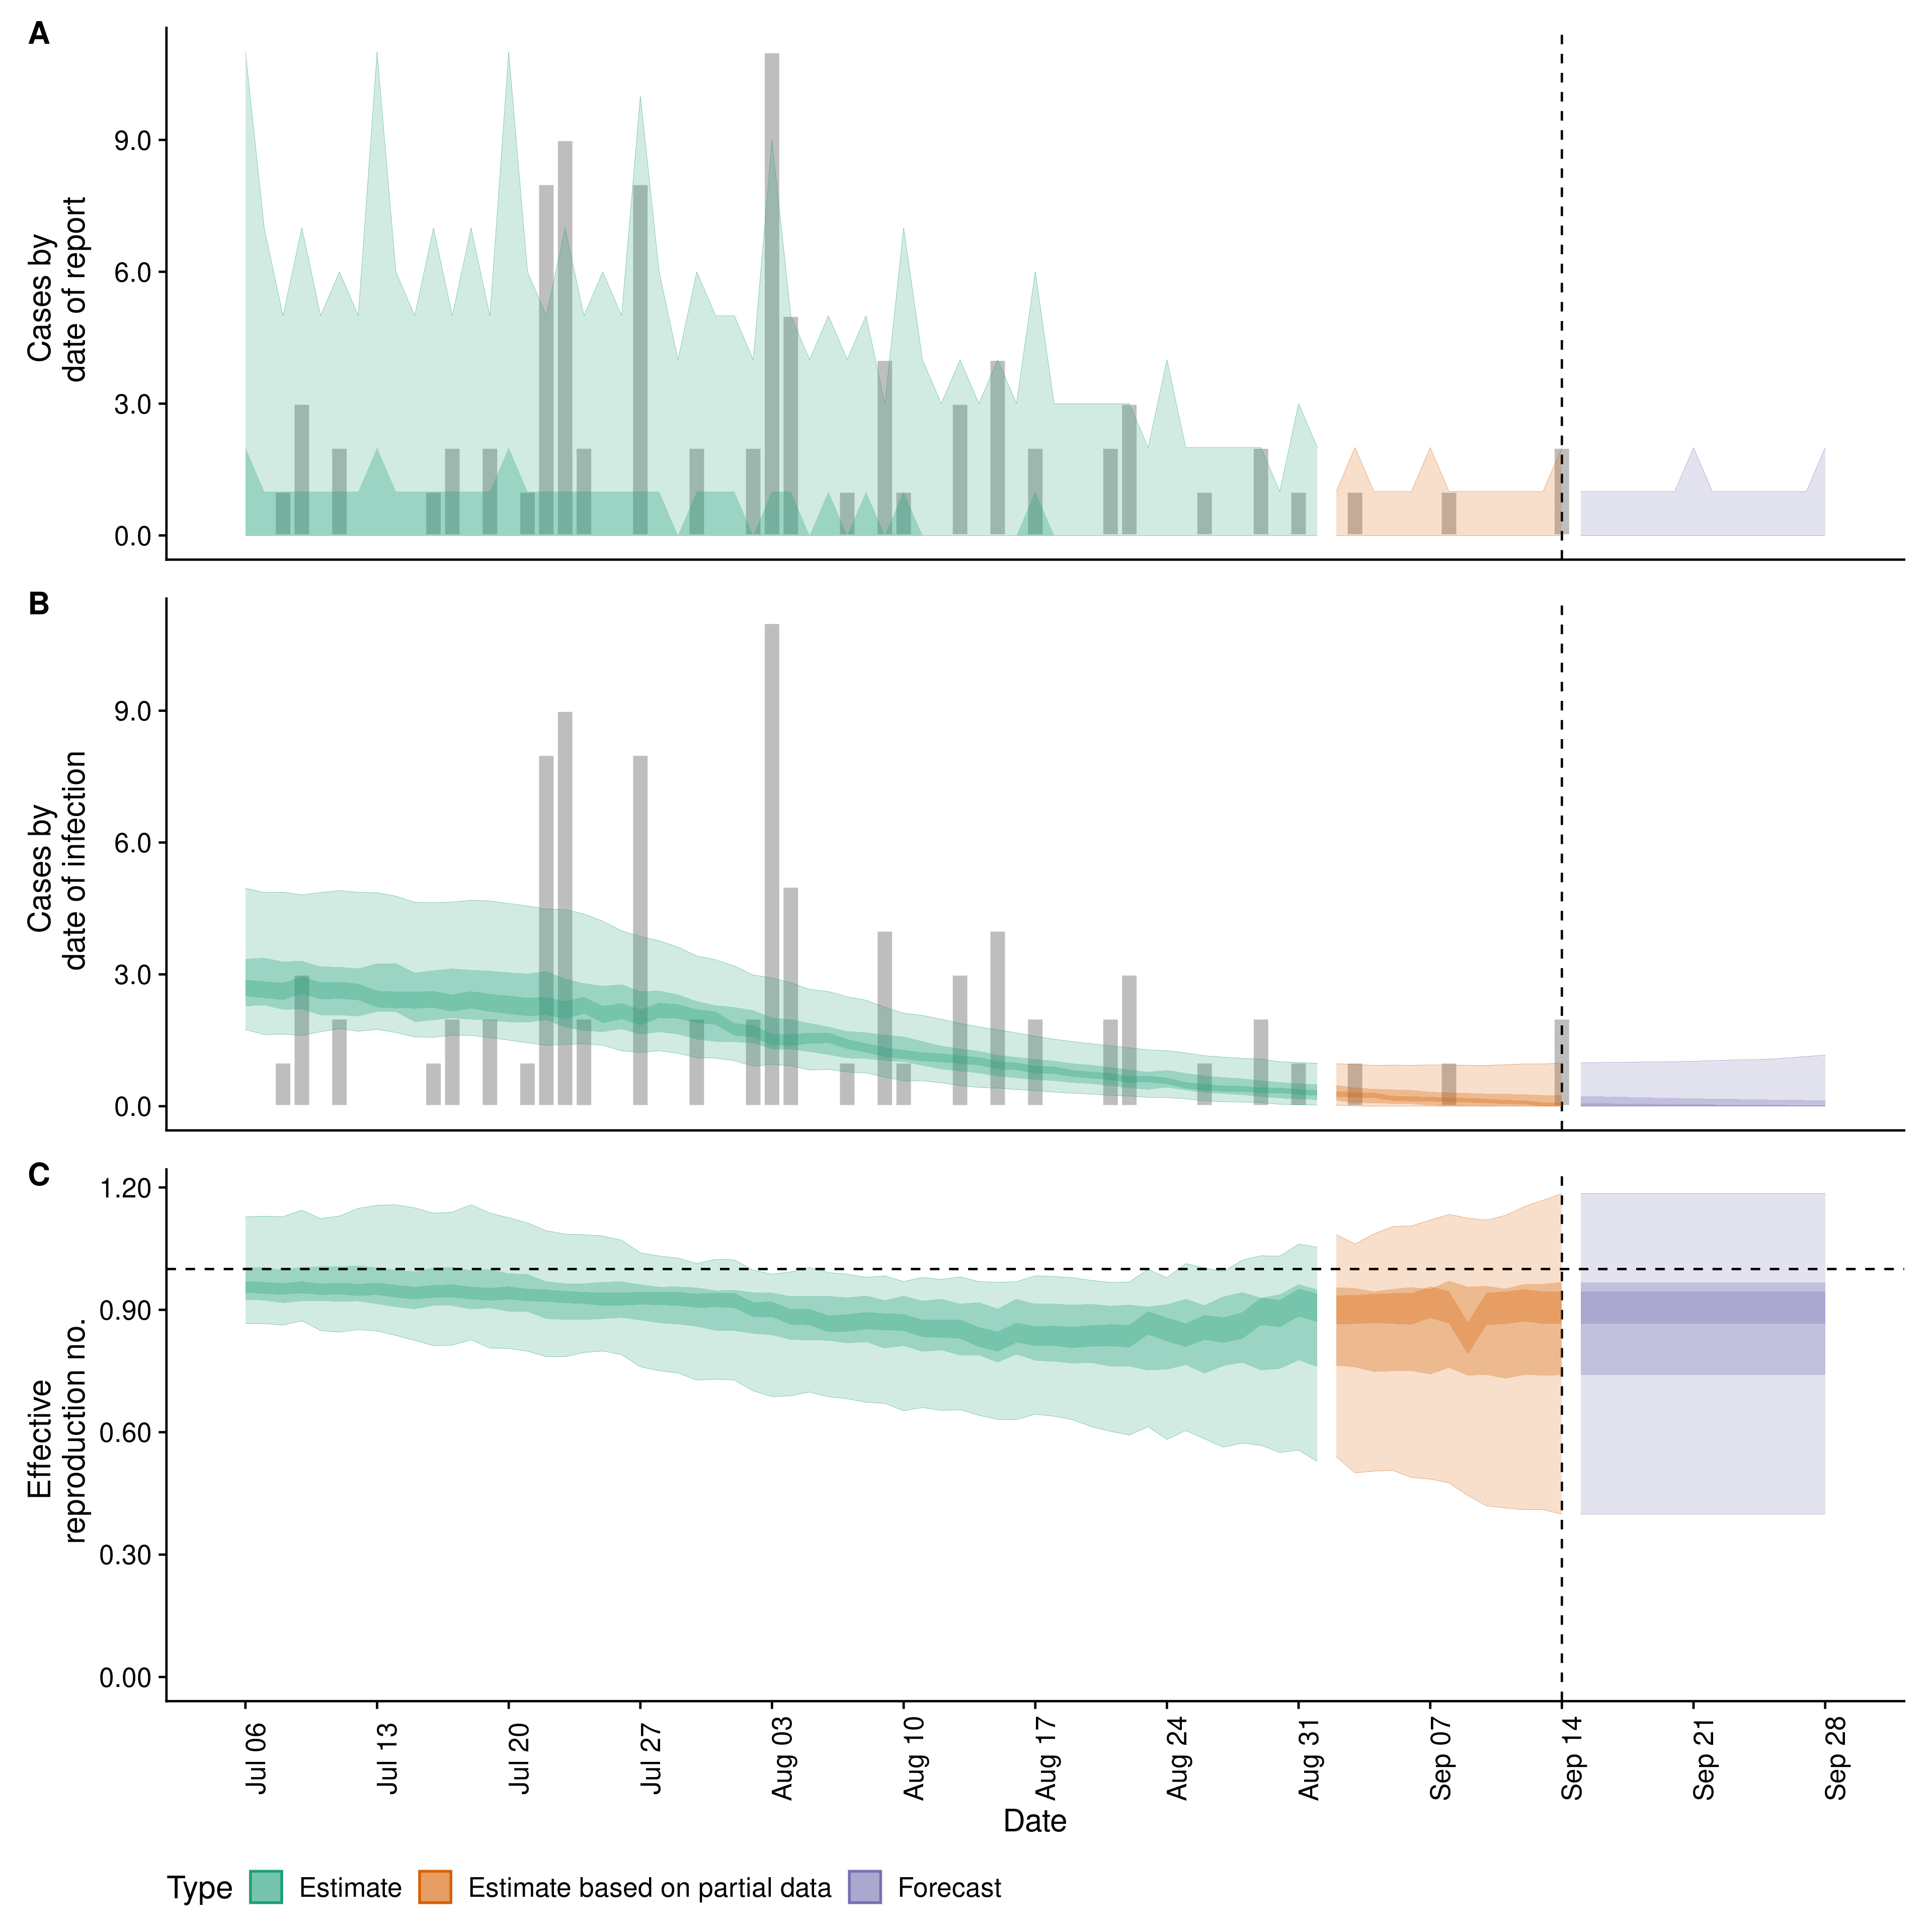 A
Cases by
date of report
9.0
6.0
3.0
0.0
B
Cases by
date of infection
9.0
6.0
3.0
0.0
C
Effective
reproduction no.
1.20
0.90
0.60
0.30
0.00
Jul 06
Jul 13
Jul 20
Jul 27
Aug 03
Aug 10
Aug 17
Aug 24
Aug 31
Sep 07
Sep 14
Sep 21
Sep 28
Date
Type Estimate Estimate based on partial data Forecast